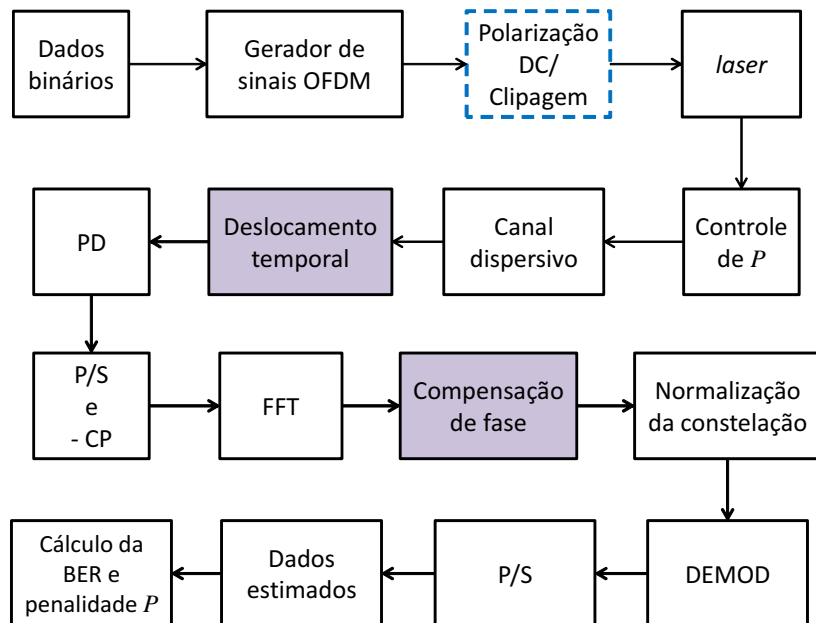 Dados
binários
Gerador de
sinais OFDM
Polarização
DC/
Clipagem
laser
Controle
de P
Canal
dispersivo
Deslocamento
temporal
PD
P/S
e
- CP
FFT
Compensação
de fase
Normalização
da constelação
DEMOD
P/S
Dados
estimados
Cálculo da
BER e
penalidade P